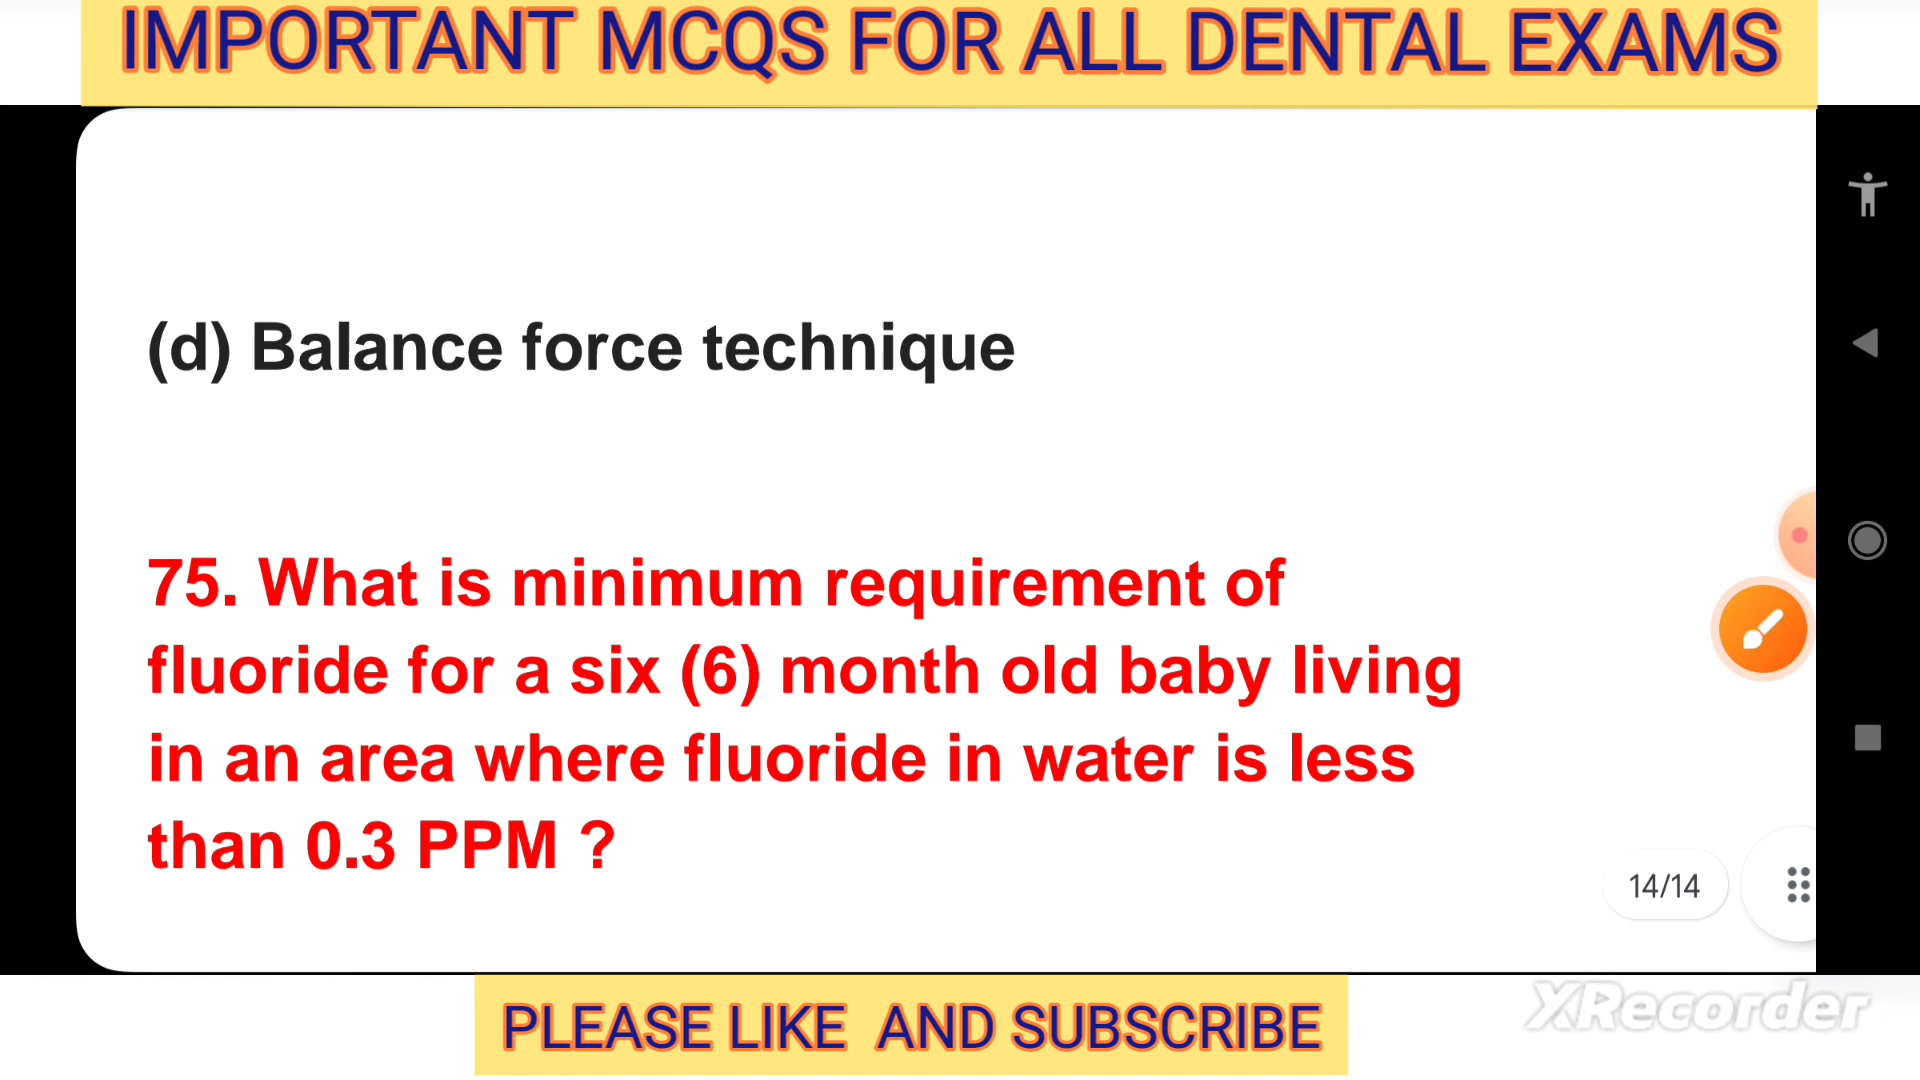 IMPORTANT MCQS FOR ALL DENTAL EXAMS
(d) Balance force technique
75. What is minimum requirement of
fluoride for a six (6) month old baby living
in an area where fluoride in water is less
than 0.3 PPM ?
14/14
PLEASE LIKE AND SUBSCRIBE
XRecorder